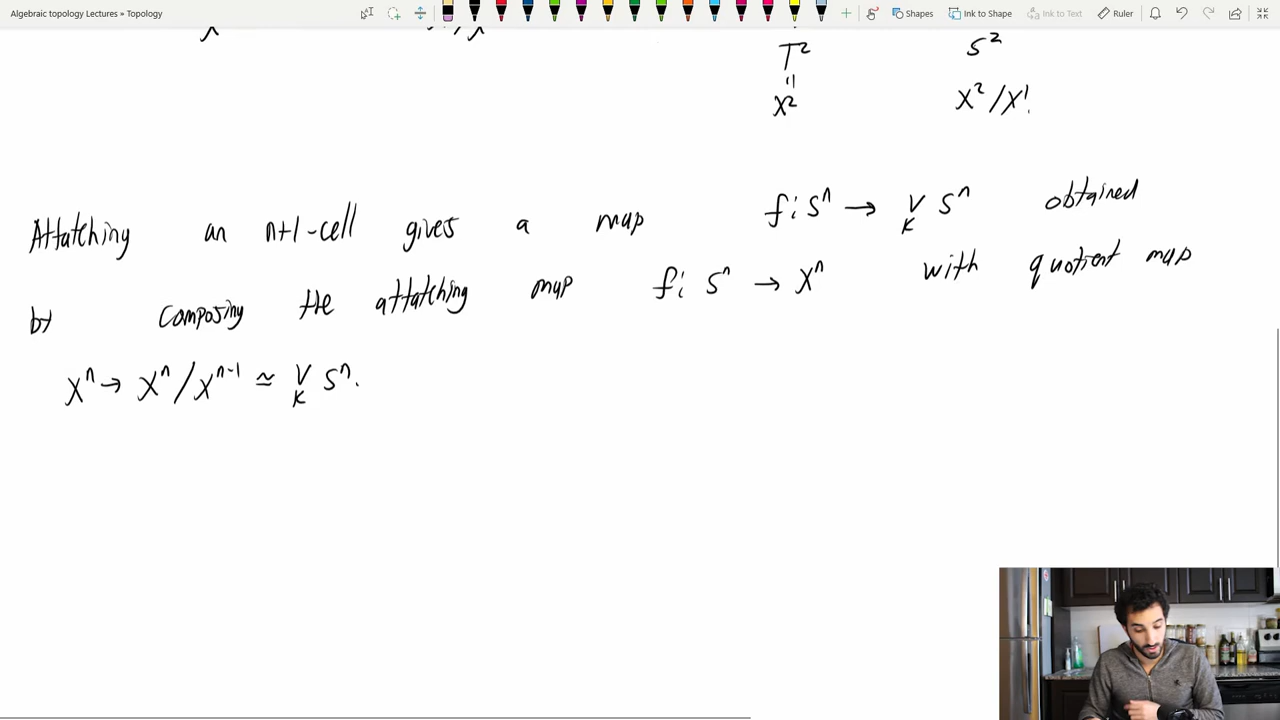 Algebraic topology Lectures – Topology
Shapes Ink to Shape Ink to Text Ruler
T² S²
"
X² X²/X¹.
Attatching an n+1-cell gives a map f: Sⁿ → ∨ Sⁿ obtained
K
by composing the attatching map f: Sⁿ → Xⁿ with quotient map
Xⁿ → Xⁿ/Xⁿ⁻¹ ≃ ∨ Sⁿ.
K